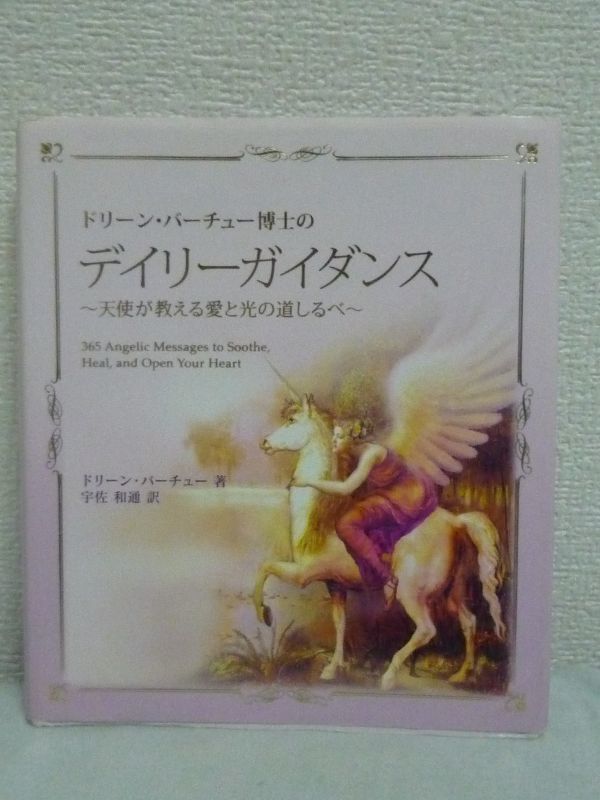 ドリーン・バーチュー博士の
デイリーガイダンス
～天使が教える愛と光の道しるべ～
365 Angelic Messages to Soothe,
Heal, and Open Your Heart
ドリーン・バーチュー 著
宇佐 和通 訳